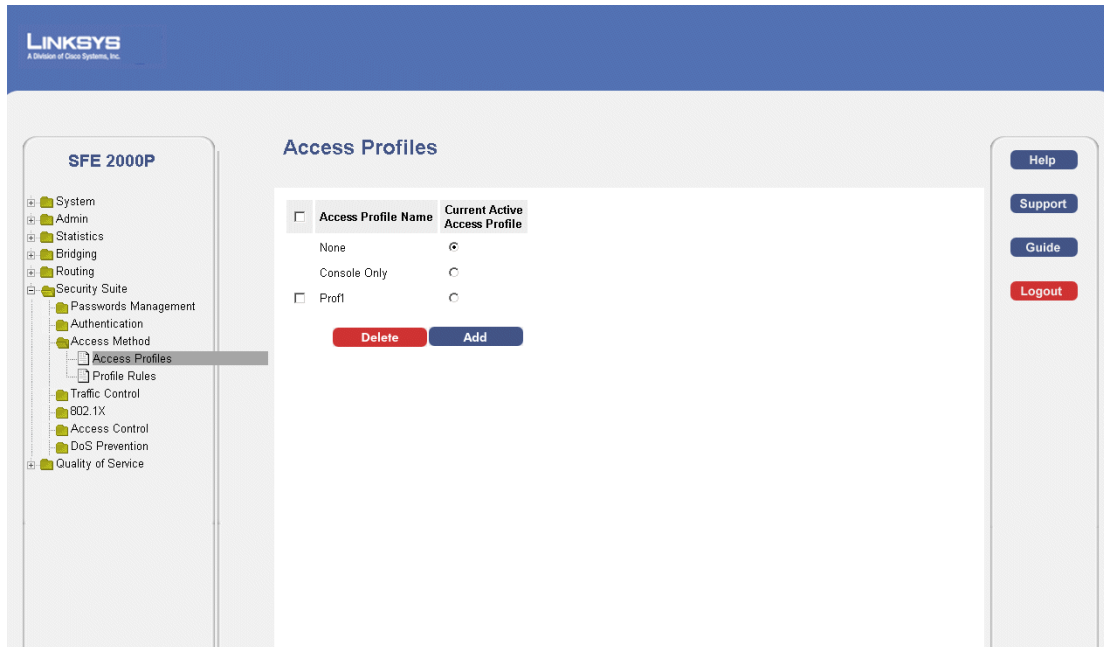 LINKSYS
A Division of Cisco Systems, Inc.
SFE 2000P
System
Admin
Statistics
Bridging
Routing
Security Suite
Passwords Management
Authentication
Access Method
Access Profiles
Profile Rules
Traffic Control
802.1X
Access Control
DoS Prevention
Quality of Service
Access Profiles
Access Profile Name
Current Active
Access Profile
None
Console Only
Prof1
Delete
Add
Help
Support
Guide
Logout